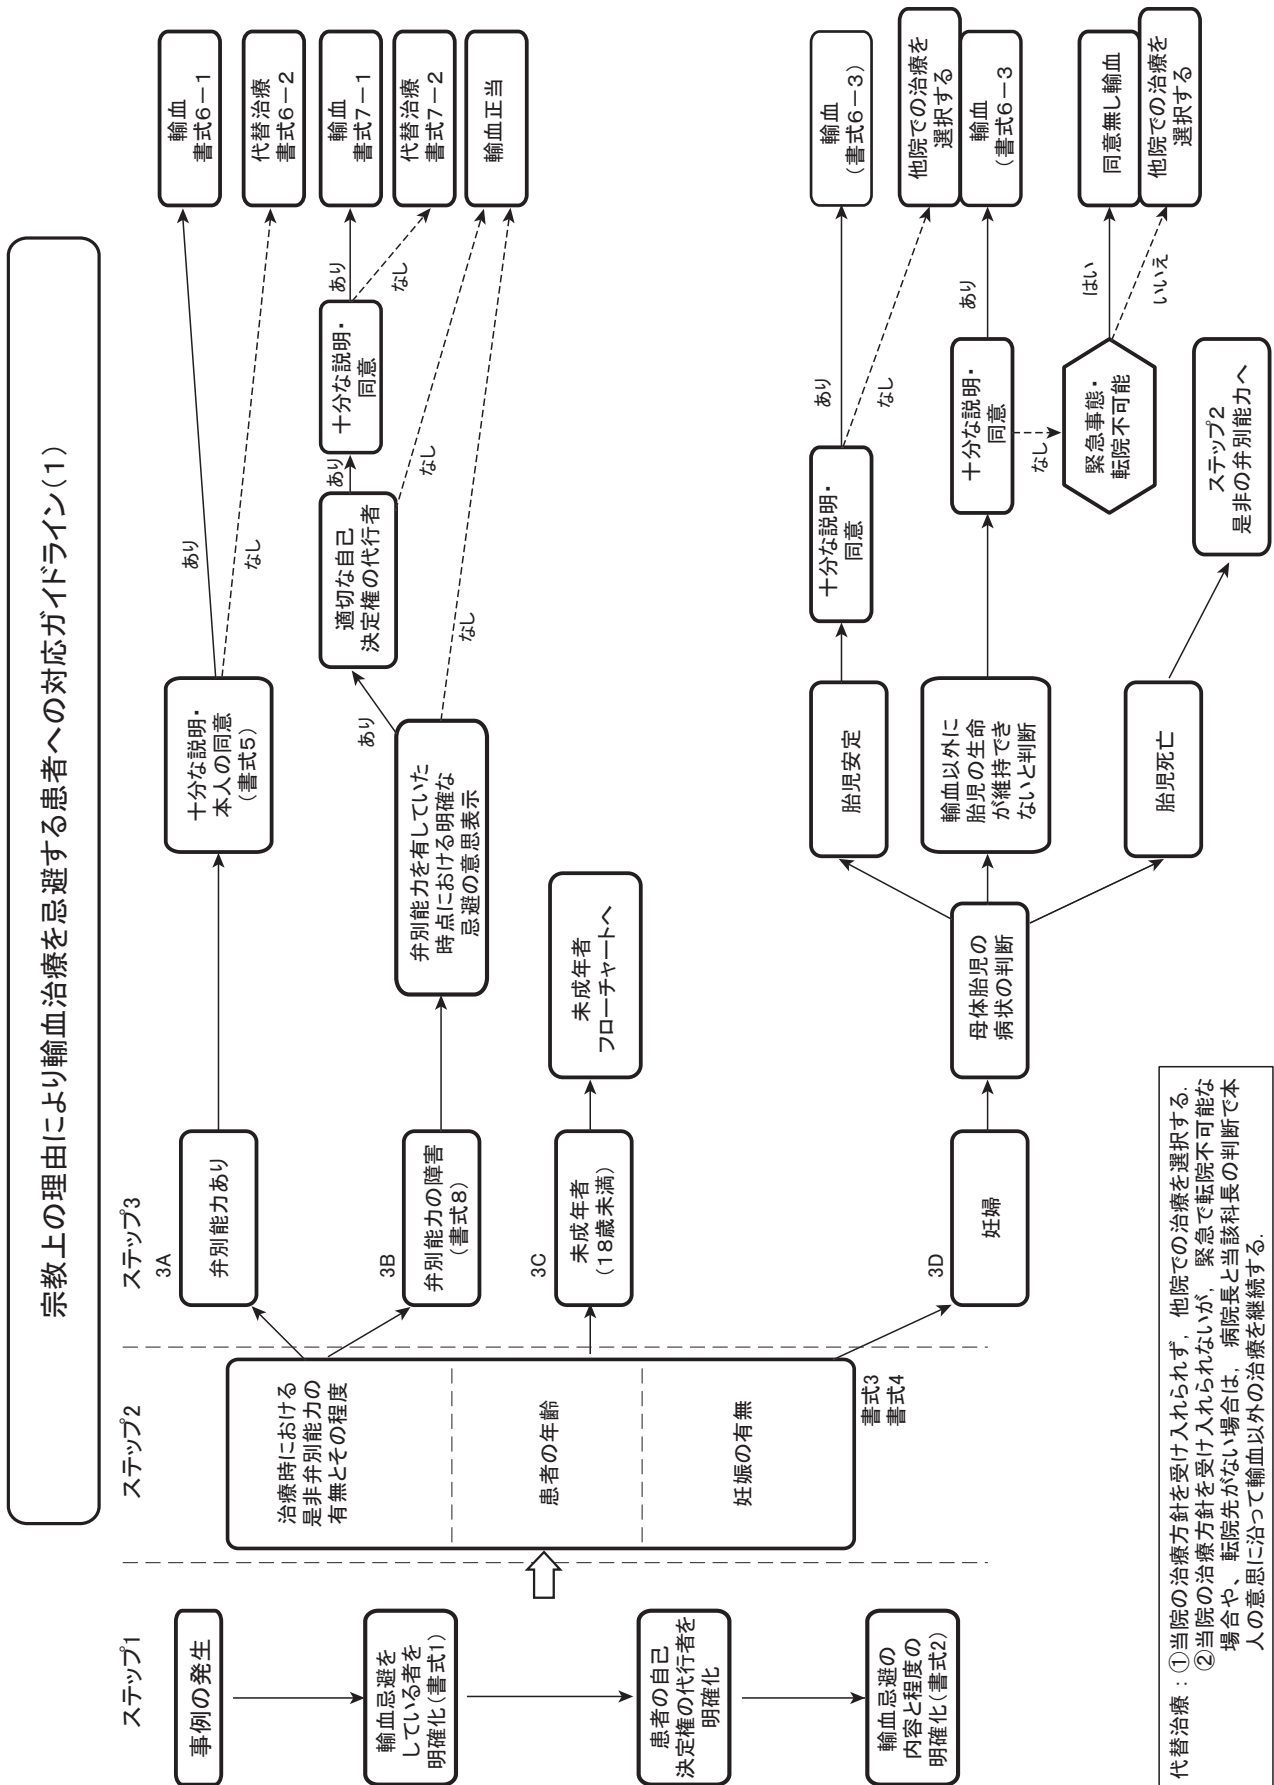 宗教上の理由により輸血治療を忌避する患者への対応ガイドライン(1)
ステップ1
事例の発生
輸血忌避を
している者を
明確化(書式1)
患者の自己
決定権の代行者を
明確化
輸血忌避の
内容と程度の
明確化(書式2)
ステップ2
治療時における
是非弁別能力の
有無とその程度
患者の年齢
妊娠の有無
書式3
書式4
ステップ3
3A
弁別能力あり
十分な説明・
本人の同意
(書式5)
あり
なし
輸血
書式6-1
代替治療
書式6-2
3B
弁別能力の障害
(書式8)
弁別能力を有していた
時点における明確な
忌避の意思表示
あり
なし
適切な自己
決定権の代行者
あり
なし
十分な説明・
同意
あり
なし
輸血
書式7-1
代替治療
書式7-2
輸血正当
3C
未成年者
(18歳未満)
未成年者
フローチャートへ
3D
妊婦
母体胎児の
病状の判断
胎児安定
十分な説明・
同意
あり
なし
輸血
(書式6-3)
他院での治療を
選択する
輸血以外に
胎児の生命
が維持でき
ないと判断
十分な説明・
同意
あり
なし
輸血
(書式6-3
緊急事態・
転院不可能
はい
いいえ
同意無し輸血
他院での治療を
選択する
胎児死亡
ステップ2
是非の弁別能力へ
代替治療:①当院の治療方針を受け入れられず,他院での治療を選択する.
②当院の治療方針を受け入れられないが,緊急で転院不可能な
場合や、転院先がない場合は,病院長と当該科長の判断で本
人の意思に沿って輸血以外の治療を継続する.